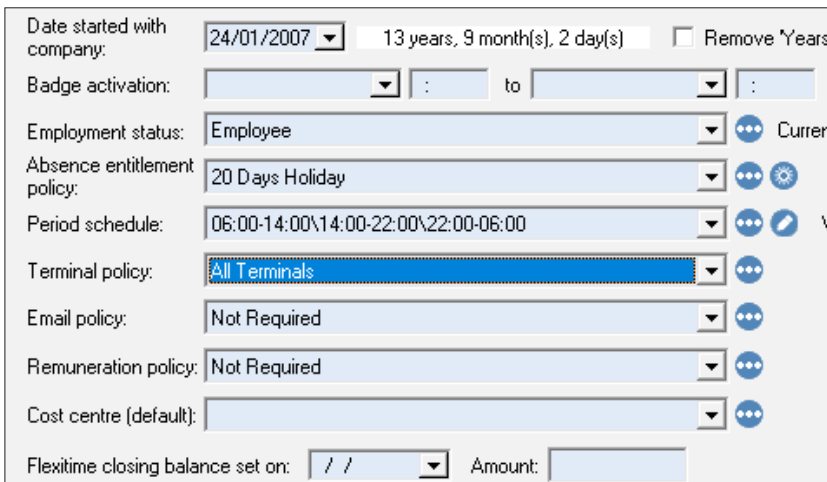 Date started with company: 24/01/2007 13 years, 9 month(s), 2 day(s) Remove 'Years
Badge activation: : to :
Employment status: Employee Curren
Absence entitlement policy: 20 Days Holiday
Period schedule: 06:00-14:00\14:00-22:00\22:00-06:00
Terminal policy: All Terminals
Email policy: Not Required
Remuneration policy: Not Required
Cost centre (default):
Flexitime closing balance set on: / / Amount: